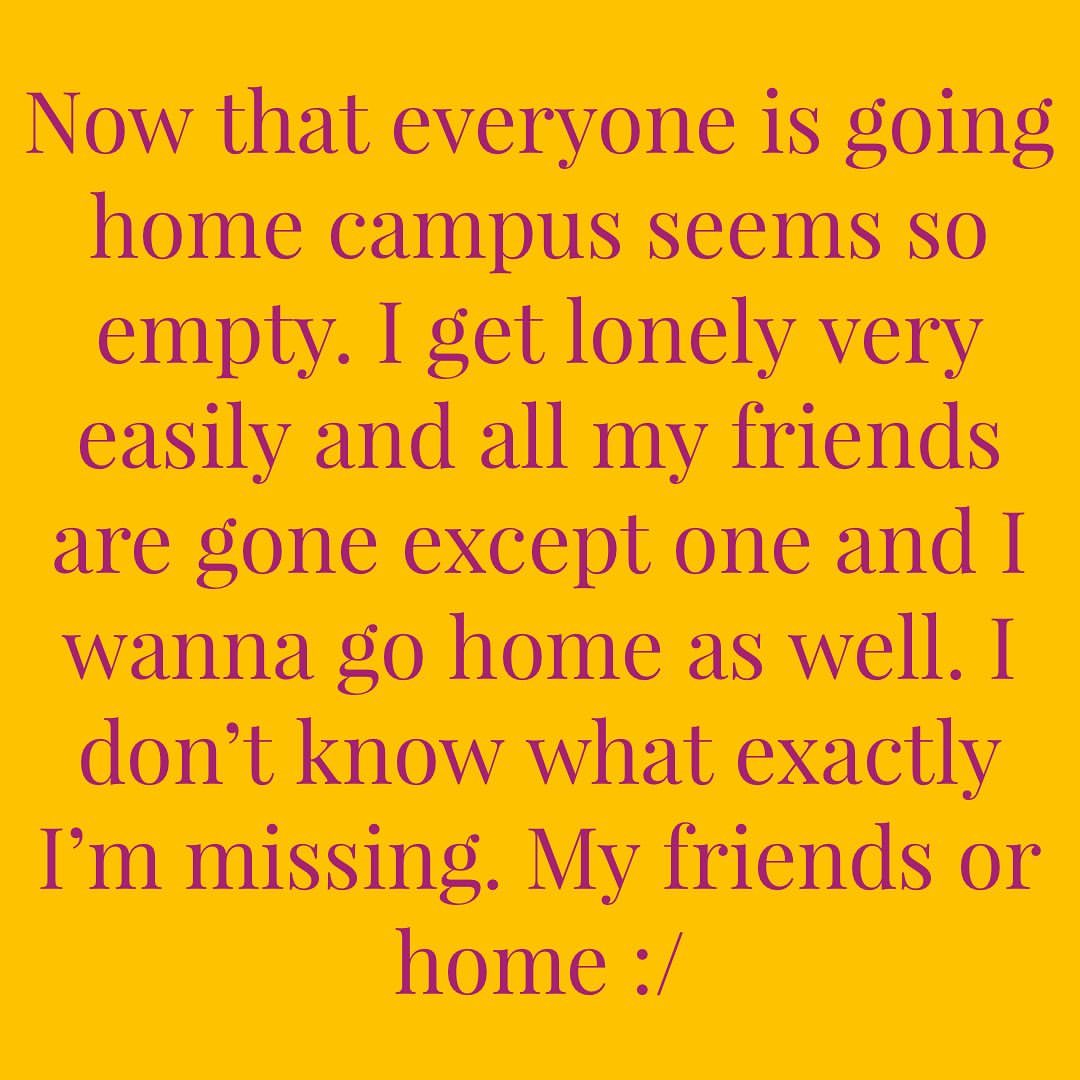 Now that everyone is going
home campus seems so
empty. I get lonely very
easily and all my friends
are gone except one and I
wanna go home as well. I
don’t know what exactly
I’m missing. My friends or
home :/